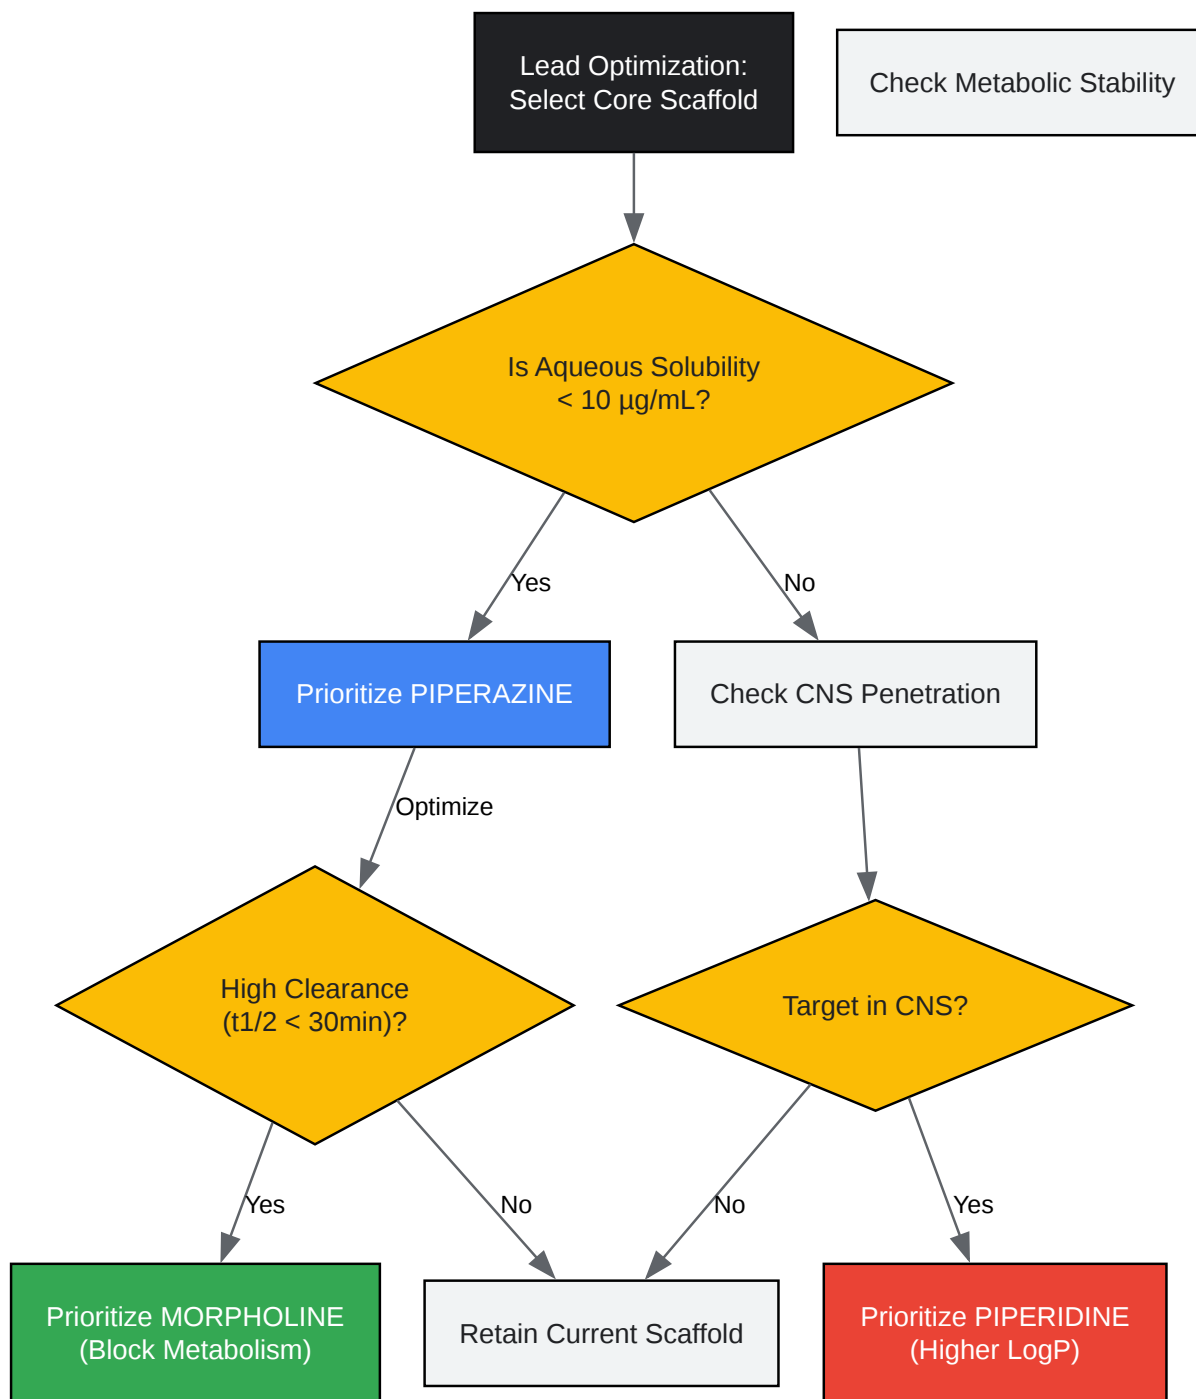 Lead Optimization:
Select Core Scaffold
Check Metabolic Stability
Is Aqueous Solubility
< 10 µg/mL?
Yes
No
Prioritize PIPERAZINE
Check CNS Penetration
Optimize
High Clearance
(t1/2 < 30min)?
Target in CNS?
Yes
No
No
Yes
Prioritize MORPHOLINE
(Block Metabolism)
Retain Current Scaffold
Prioritize PIPERIDINE
(Higher LogP)